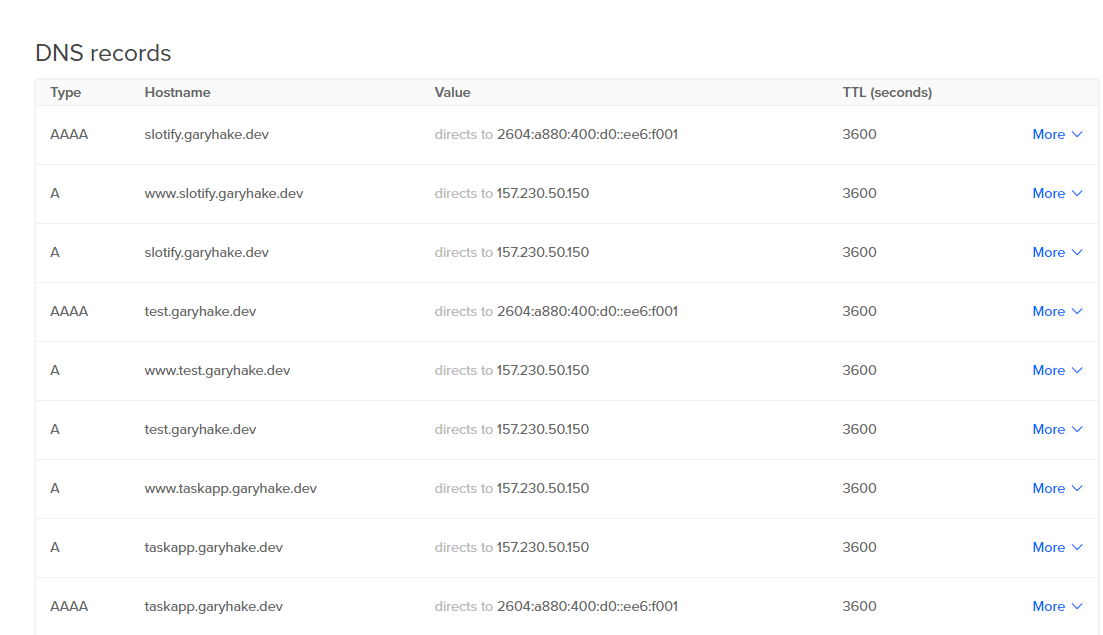 DNS records
Type Hostname Value TTL (seconds)
AAAA slotify.garyhake.dev directs to 2604:a880:400:d0::ee6:f001 3600 More
A www.slotify.garyhake.dev directs to 157.230.50.150 3600 More
A slotify.garyhake.dev directs to 157.230.50.150 3600 More
AAAA test.garyhake.dev directs to 2604:a880:400:d0::ee6:f001 3600 More
A www.test.garyhake.dev directs to 157.230.50.150 3600 More
A test.garyhake.dev directs to 157.230.50.150 3600 More
A www.taskapp.garyhake.dev directs to 157.230.50.150 3600 More
A taskapp.garyhake.dev directs to 157.230.50.150 3600 More
AAAA taskapp.garyhake.dev directs to 2604:a880:400:d0::ee6:f001 3600 More